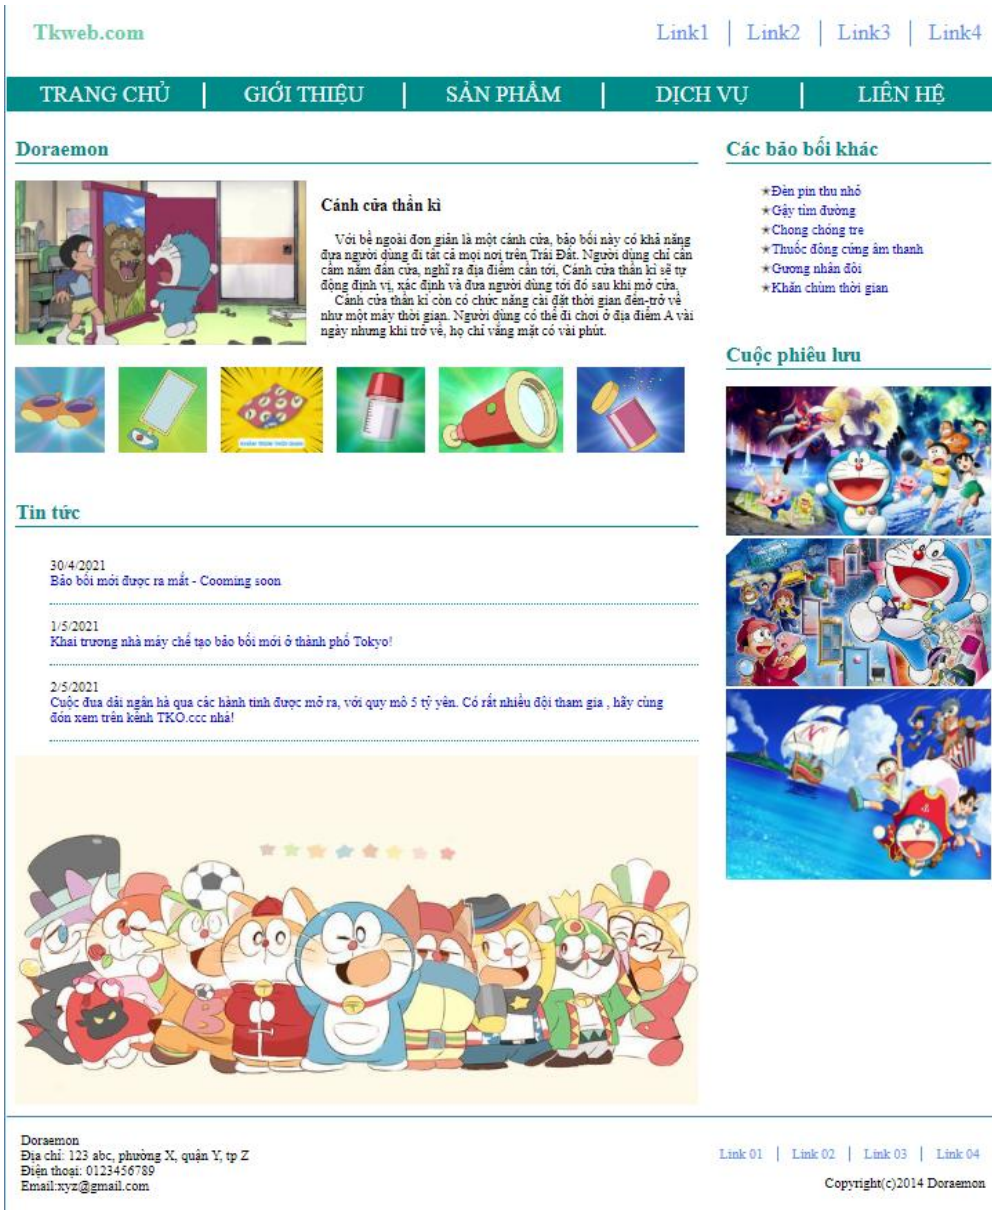 Tkweb.com
Link1 | Link2 | Link3 | Link4
TRANG CHỦ | GIỚI THIỆU | SẢN PHẨM | DỊCH VỤ | LIÊN HỆ
Doraemon
Cánh cửa thần kì
Với bề ngoài đơn giản là một cánh cửa, bảo bối này có khả năng
đưa người dùng đi tất cả mọi nơi trên Trái Đất. Người dùng chỉ cần
cầm nắm đấn cửa, nghĩ ra địa điểm cần tới, Cánh cửa thần kì sẽ tự
động định vị, xác định và đưa người dùng tới đó sau khi mở cửa.
Cánh cửa thần kì còn có chức năng cài đặt thời gian đến-trở về
như một máy thời gian. Người dùng có thể đi chơi ở địa điểm A vài
ngày nhưng khi trở về, họ chỉ vắng mặt có vài phút.
Tin tức
30/4/2021
Bảo bối mới được ra mắt - Cooming soon
1/5/2021
Khai trương nhà máy chế tạo bảo bối mới ở thành phố Tokyo!
2/5/2021
Cuộc đua dải ngân hà qua các hành tinh được mở ra, với quy mô 5 tỷ yên. Có rất nhiều đội tham gia , hãy cùng
đón xem trên kênh TKO.ccc nhá!
Các bảo bối khác
★Đèn pin thu nhỏ
★Gậy tìm đường
★Chong chóng tre
★Thuốc đông cứng âm thanh
★Gương nhân đôi
★Khăn chùm thời gian
Cuộc phiêu lưu
Doraemon
Địa chỉ: 123 abc, phường X, quận Y, tp Z
Điện thoại: 0123456789
Email:xyz@gmail.com
Link 01 | Link 02 | Link 03 | Link 04
Copyright(c)2014 Doraemon